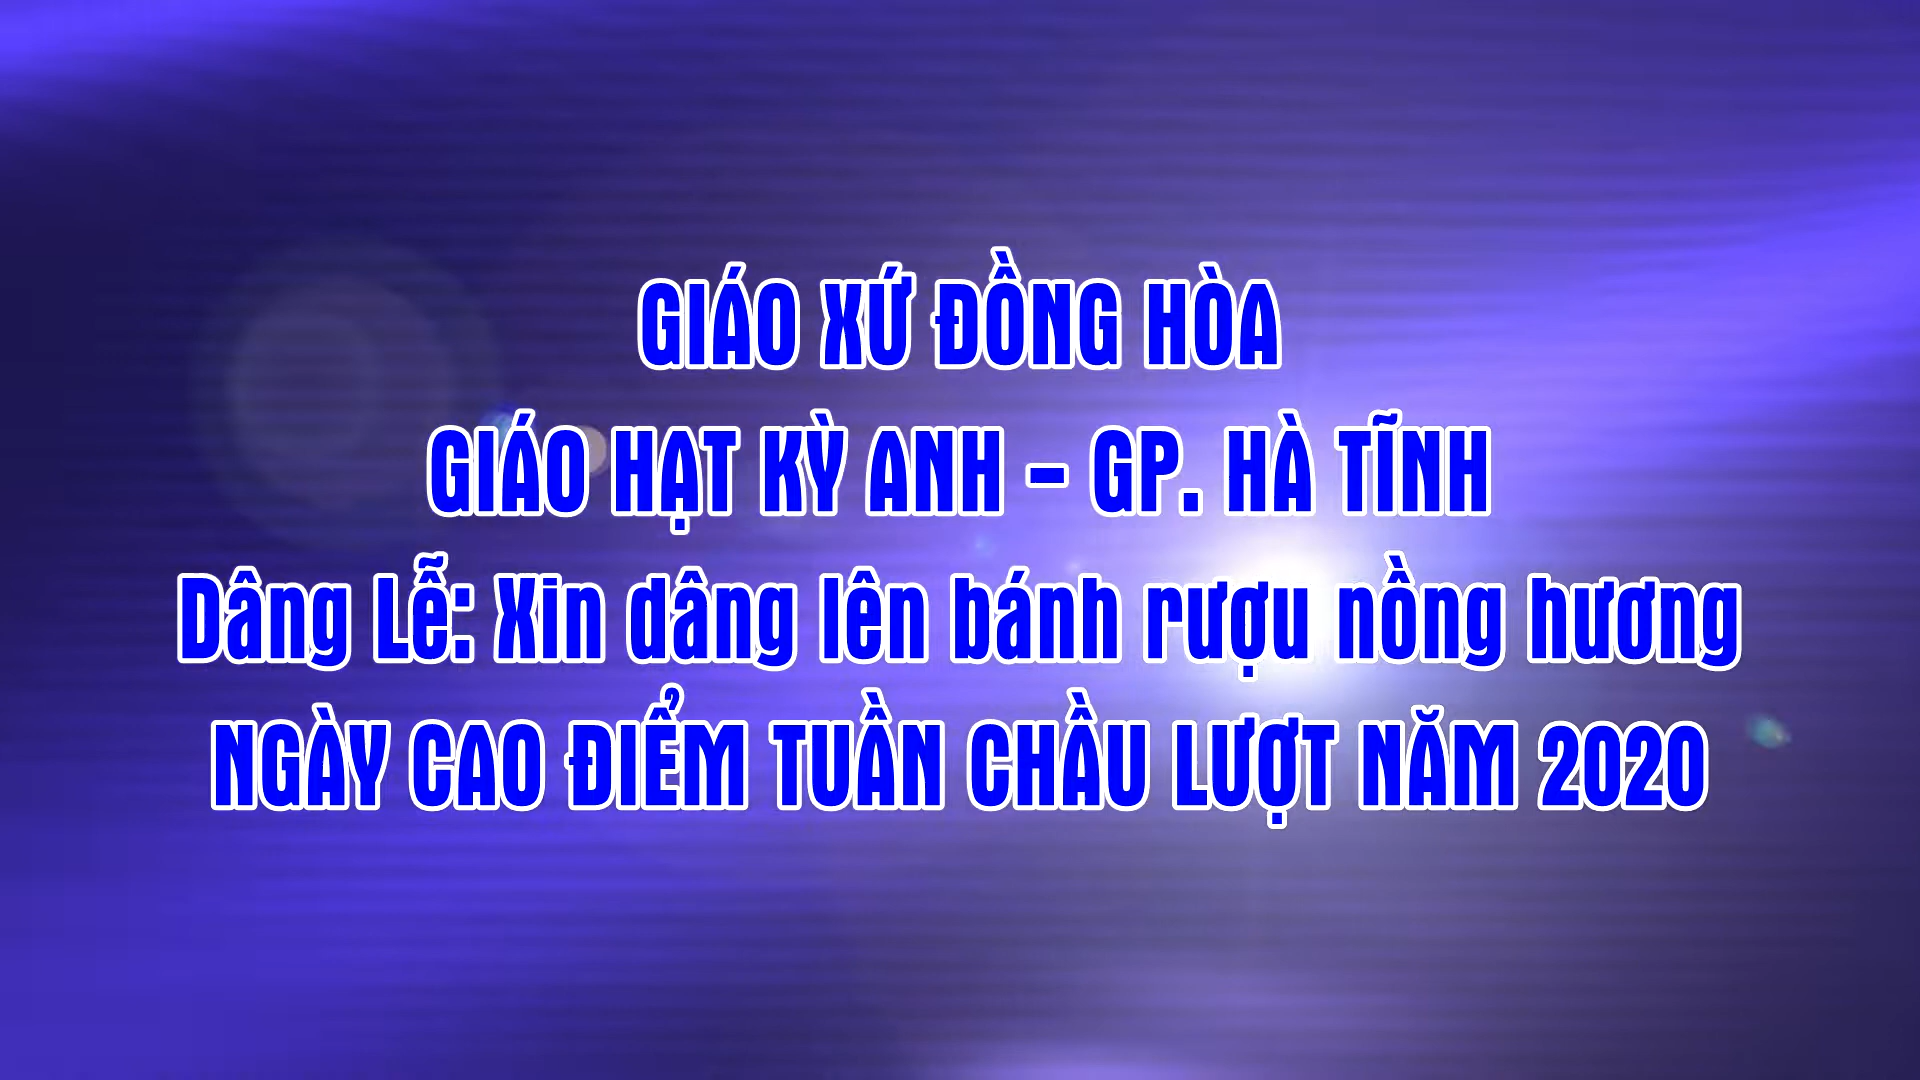 GIÁO XỨ ĐỒNG HÒA
GIÁO HẠT KỲ ANH – GP. HÀ TĨNH
Dâng Lễ: Xin dâng lên bánh rượu nồng hương
NGÀY CAO ĐIỂM TUẦN CHẦU LƯỢT NĂM 2020